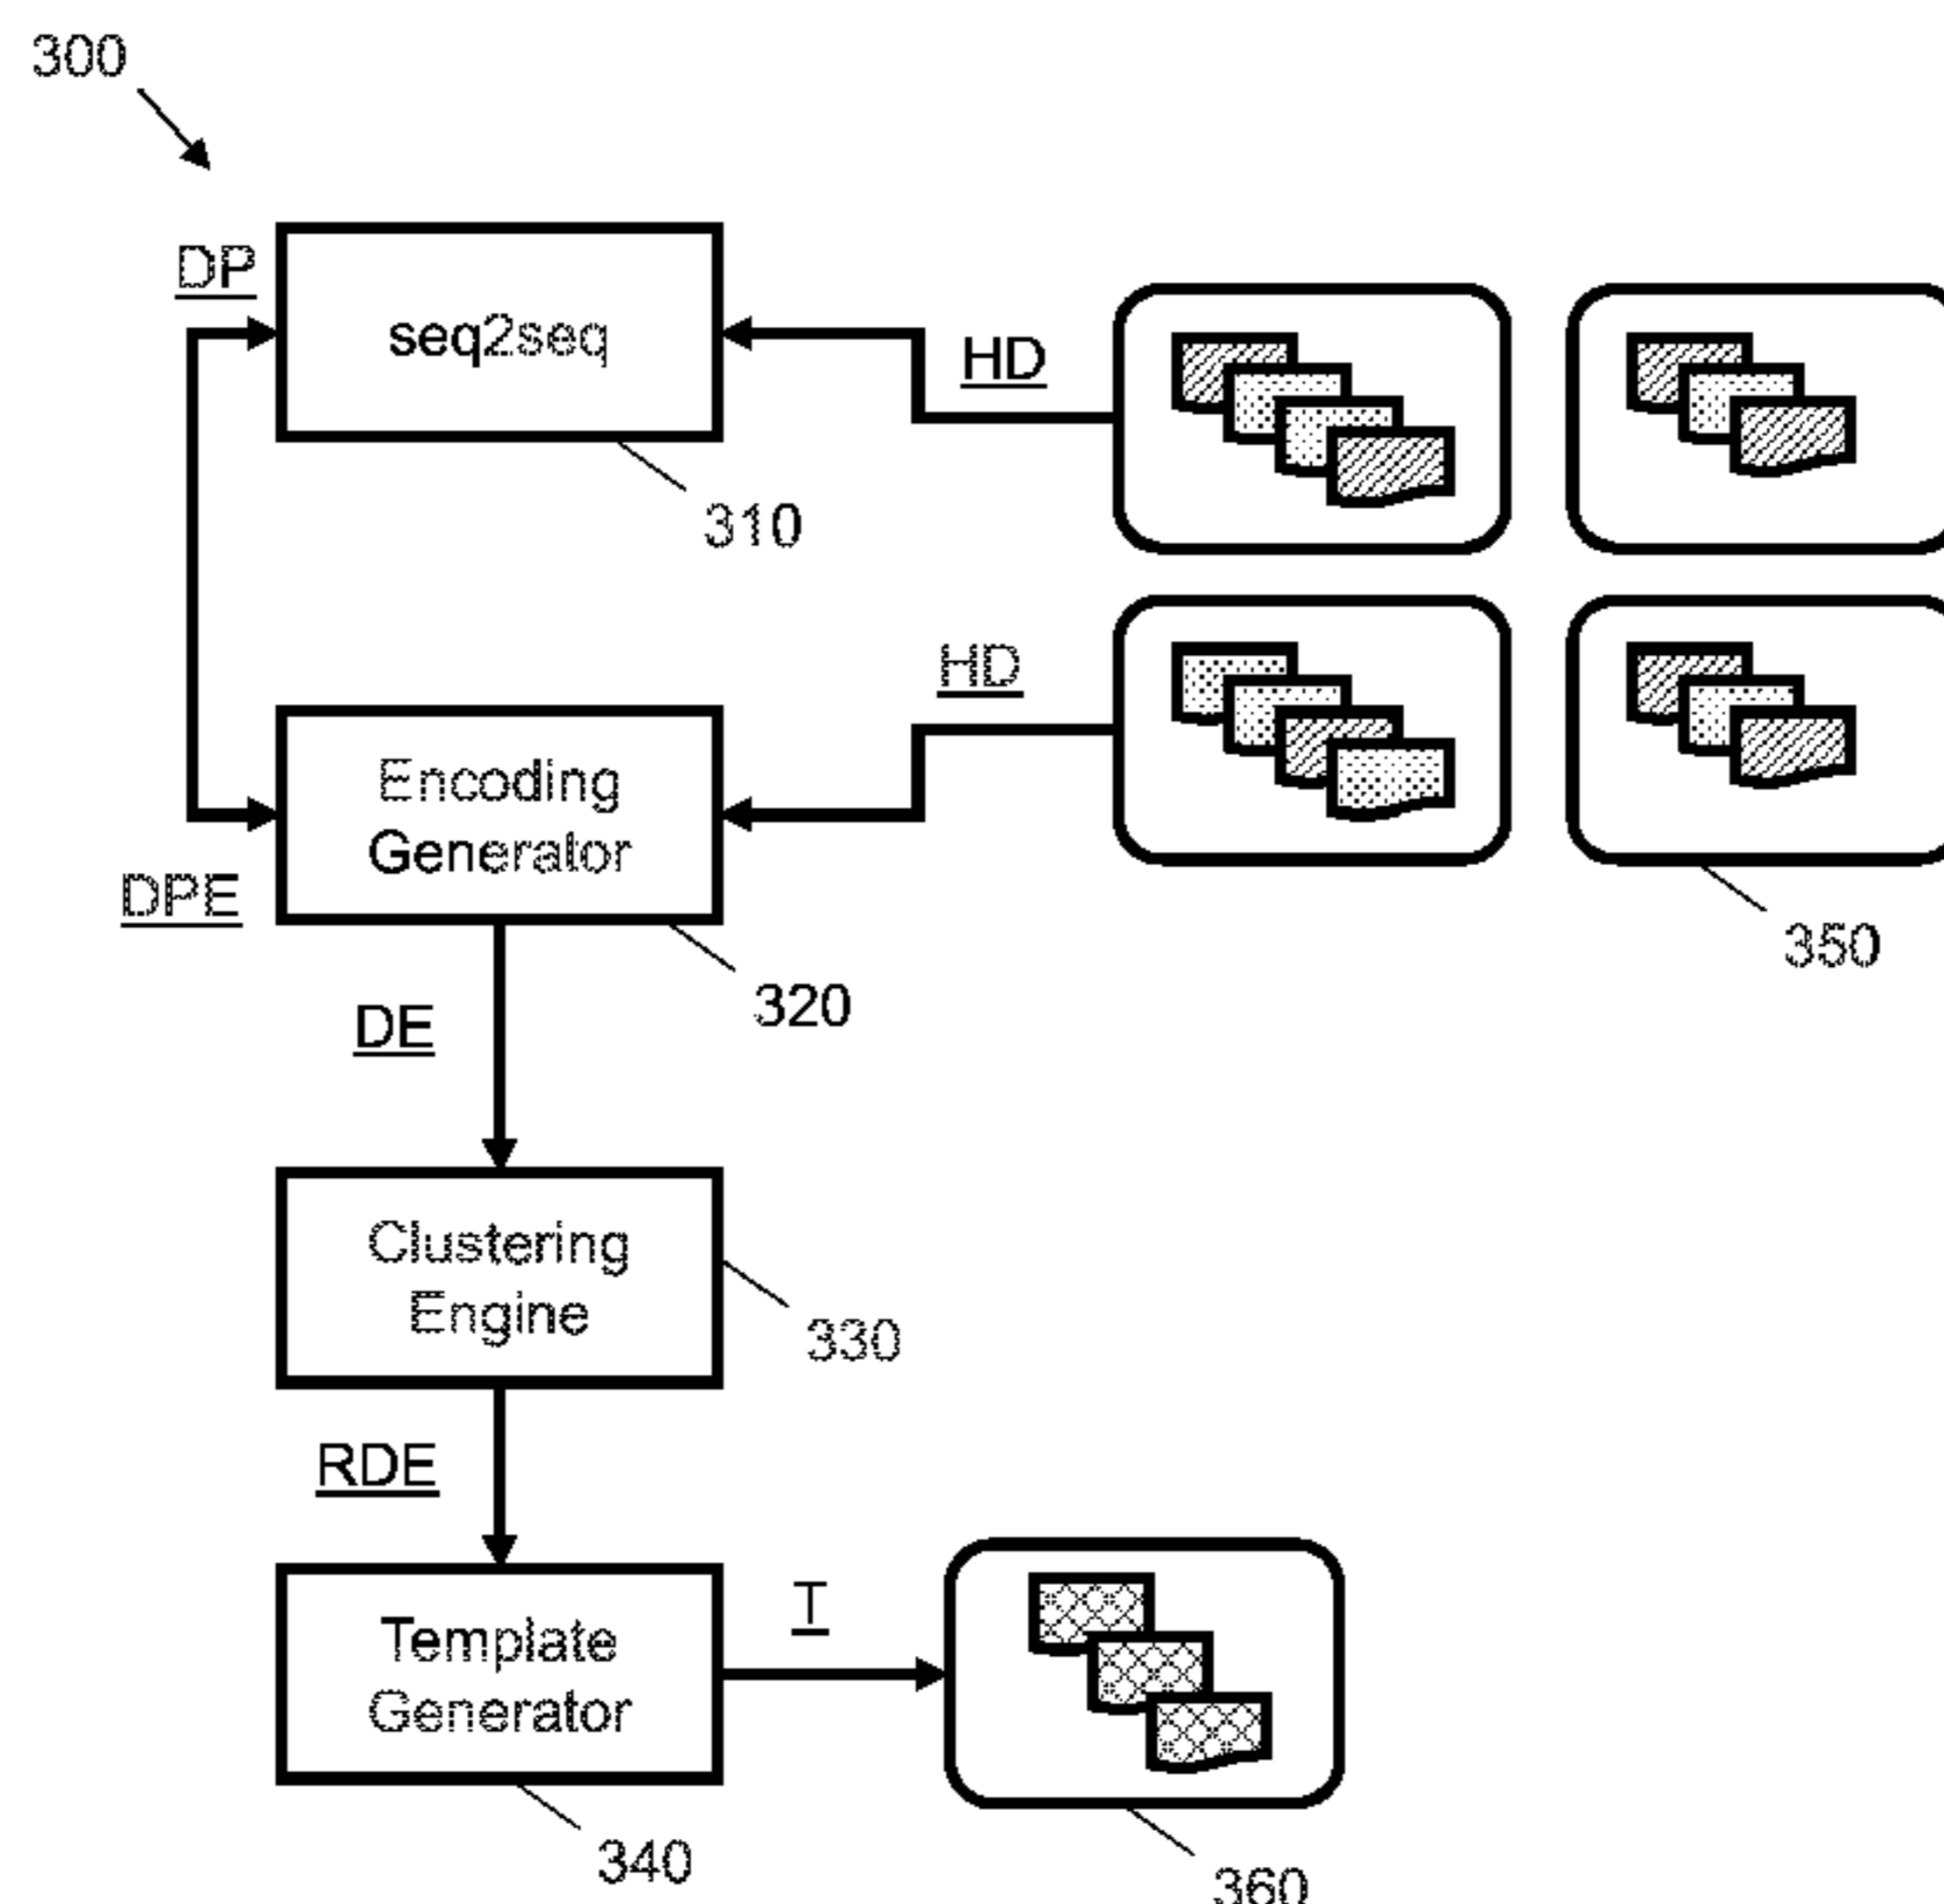 300
DP
seq2seq
HD
310
HD
Encoding
Generator
DPE
350
320
DE
Clustering
Engine
330
RDE
T
Template
Generator
340
360